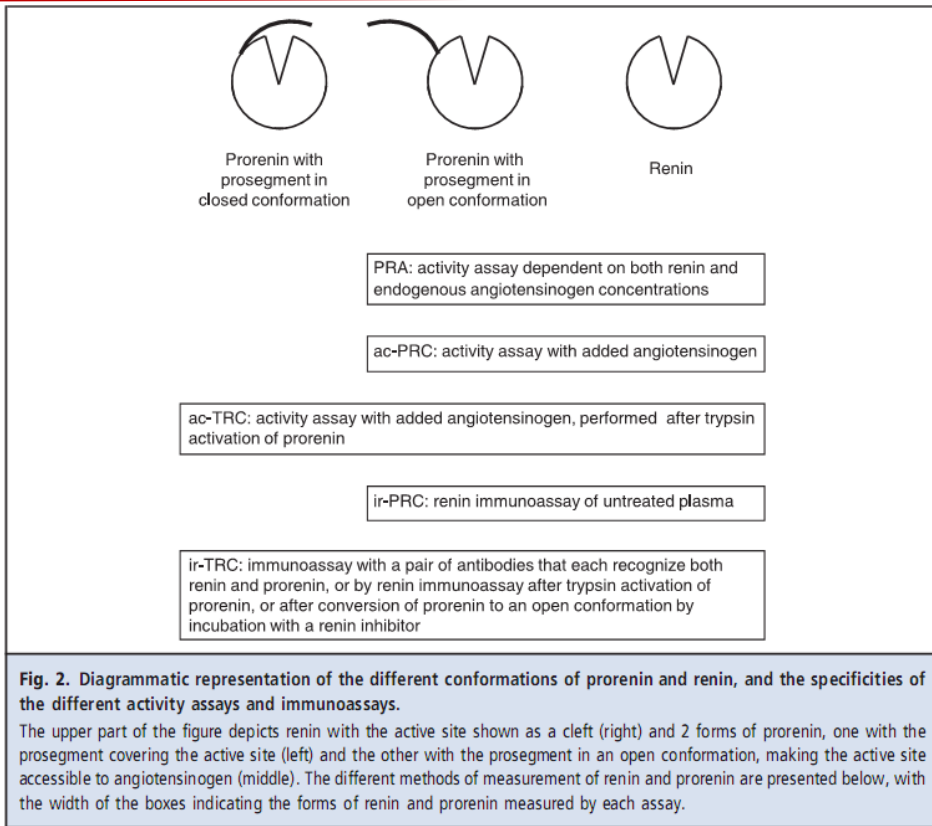 Prorenin with
prosegment in
closed conformation
Prorenin with
prosegment in
open conformation
Renin
PRA: activity assay dependent on both renin and
endogenous angiotensinogen concentrations
ac-PRC: activity assay with added angiotensinogen
ac-TRC: activity assay with added angiotensinogen, performed after trypsin
activation of prorenin
ir-PRC: renin immunoassay of untreated plasma
ir-TRC: immunoassay with a pair of antibodies that each recognize both
renin and prorenin, or by renin immunoassay after trypsin activation of
prorenin, or after conversion of prorenin to an open conformation by
incubation with a renin inhibitor
Fig. 2. Diagrammatic representation of the different conformations of prorenin and renin, and the specificities of
the different activity assays and immunoassays.
The upper part of the figure depicts renin with the active site shown as a cleft (right) and 2 forms of prorenin, one with the
prosegment covering the active site (left) and the other with the prosegment in an open conformation, making the active site
accessible to angiotensinogen (middle). The different methods of measurement of renin and prorenin are presented below, with
the width of the boxes indicating the forms of renin and prorenin measured by each assay.